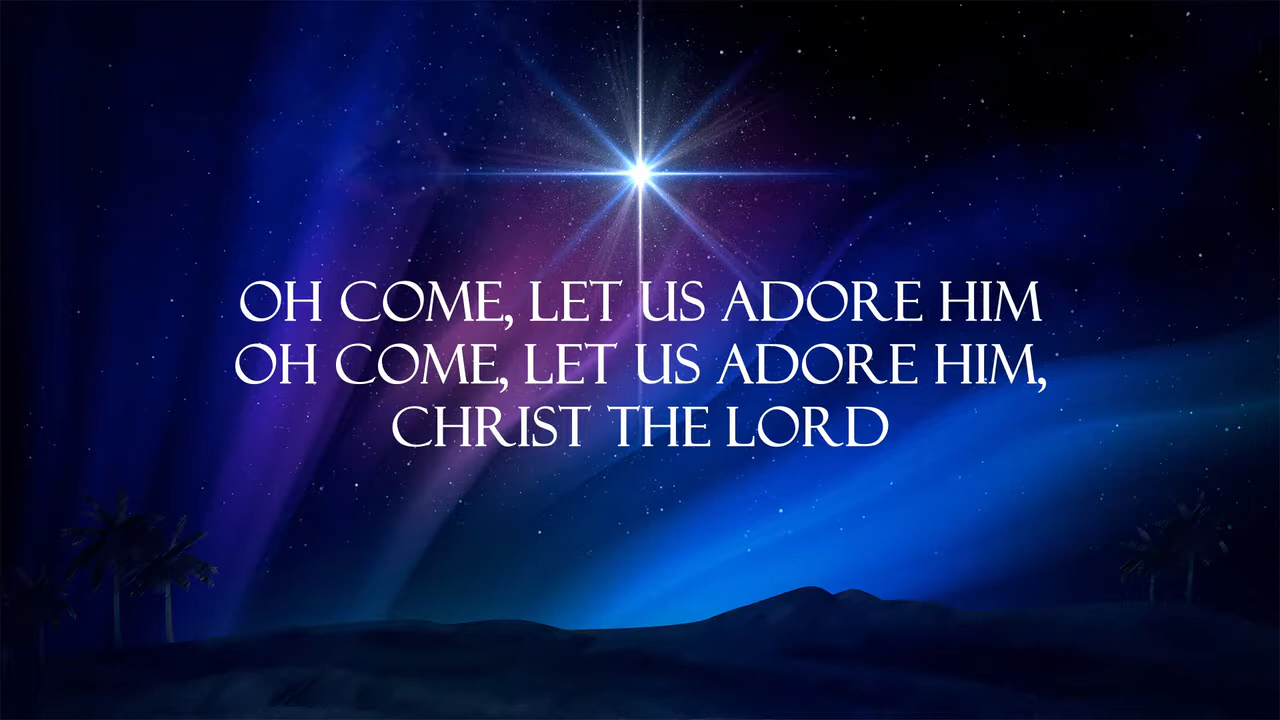 OH COME, LET US ADORE HIM
OH COME, LET US ADORE HIM,
CHRIST THE LORD